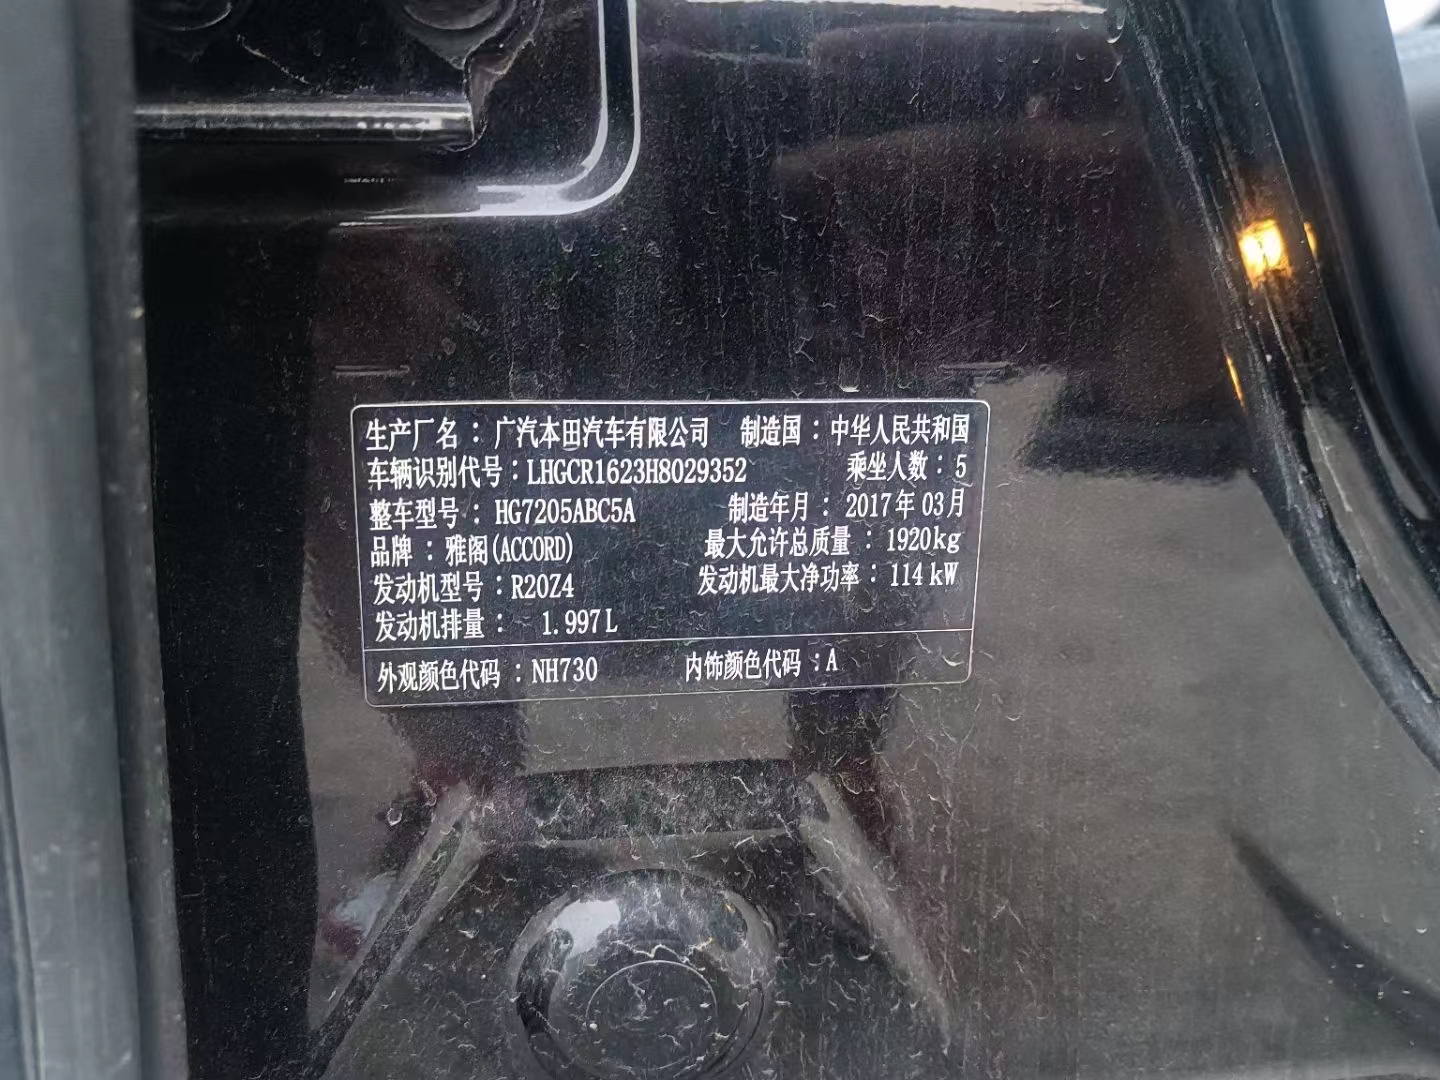 生产厂名：广汽本田汽车有限公司 制造国：中华人民共和国
车辆识别代号：LHGCR1623H8029352 乘坐人数：5
整车型号：HG7205ABC5A 制造年月：2017年03月
品牌：雅阁(ACCORD) 最大允许总质量：1920kg
发动机型号：R20Z4 发动机最大净功率：114kW
发动机排量：1.997L
外观颜色代码：NH730 内饰颜色代码：A